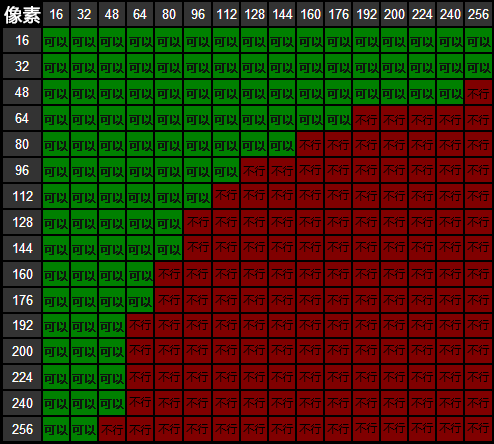 像素 16 32 48 64 80 96 112 128 144 160 176 192 200 224 240 256
16 可以 可以 可以 可以 可以 可以 可以 可以 可以 可以 可以 可以 可以 可以 可以 可以
32 可以 可以 可以 可以 可以 可以 可以 可以 可以 可以 可以 可以 可以 可以 可以 可以
48 可以 可以 可以 可以 可以 可以 可以 可以 可以 可以 可以 可以 可以 可以 可以 不行
64 可以 可以 可以 可以 可以 可以 可以 可以 可以 可以 可以 不行 不行 不行 不行 不行
80 可以 可以 可以 可以 可以 可以 可以 可以 可以 不行 不行 不行 不行 不行 不行 不行
96 可以 可以 可以 可以 可以 可以 可以 不行 不行 不行 不行 不行 不行 不行 不行 不行
112 可以 可以 可以 可以 可以 可以 不行 不行 不行 不行 不行 不行 不行 不行 不行 不行
128 可以 可以 可以 可以 可以 不行 不行 不行 不行 不行 不行 不行 不行 不行 不行 不行
144 可以 可以 可以 可以 可以 不行 不行 不行 不行 不行 不行 不行 不行 不行 不行 不行
160 可以 可以 可以 可以 不行 不行 不行 不行 不行 不行 不行 不行 不行 不行 不行 不行
176 可以 可以 可以 可以 不行 不行 不行 不行 不行 不行 不行 不行 不行 不行 不行 不行
192 可以 可以 可以 不行 不行 不行 不行 不行 不行 不行 不行 不行 不行 不行 不行 不行
200 可以 可以 可以 不行 不行 不行 不行 不行 不行 不行 不行 不行 不行 不行 不行 不行
224 可以 可以 可以 不行 不行 不行 不行 不行 不行 不行 不行 不行 不行 不行 不行 不行
240 可以 可以 可以 不行 不行 不行 不行 不行 不行 不行 不行 不行 不行 不行 不行 不行
256 可以 可以 不行 不行 不行 不行 不行 不行 不行 不行 不行 不行 不行 不行 不行 不行